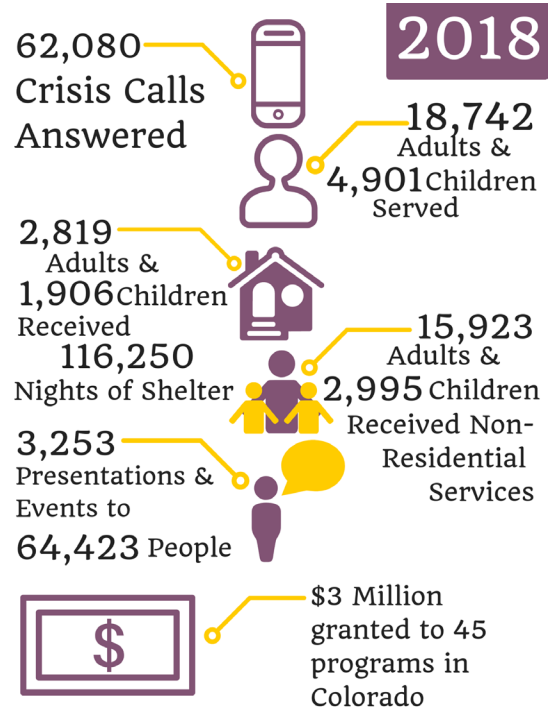 2018
62,080
Crisis Calls
Answered
18,742
Adults &
4,901 Children
Served
2,819
Adults &
1,906 Children
Received
116,250
Nights of Shelter
15,923
Adults &
2,995 Children
Received Non-
Residential
Services
3,253
Presentations &
Events to
64,423 People
$
$3 Million
granted to 45
programs in
Colorado